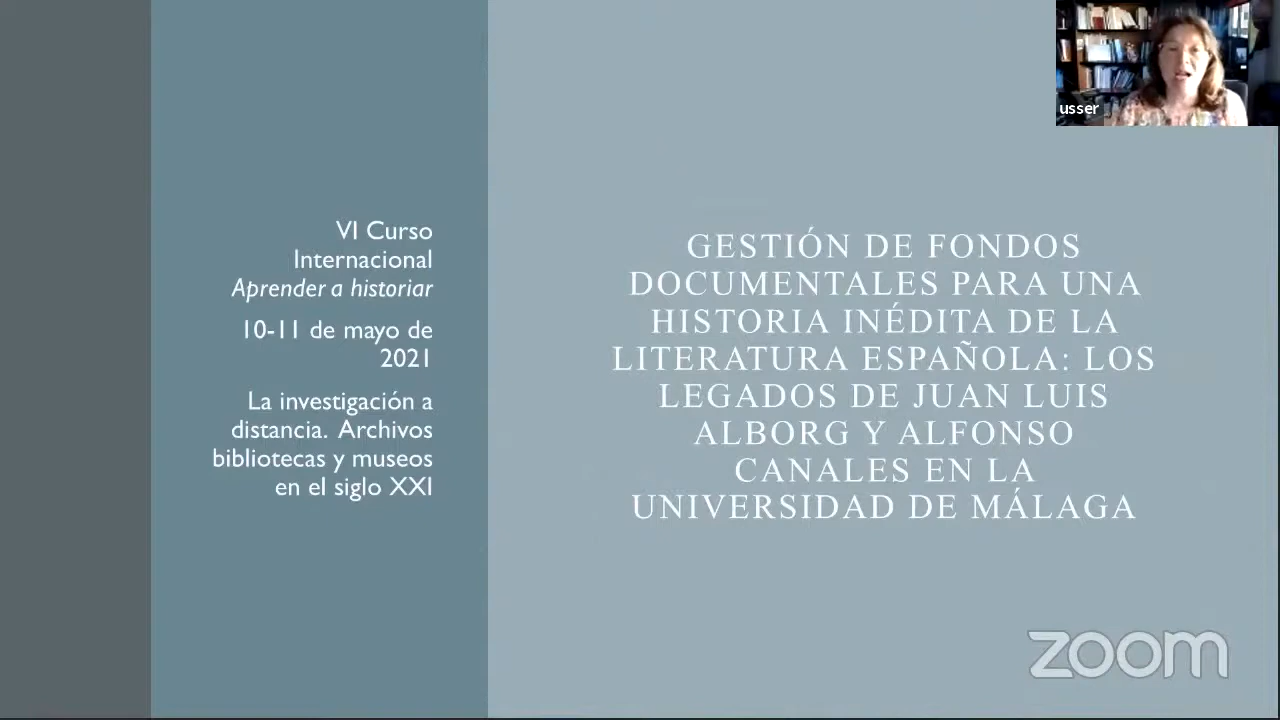 VI Curso
Internacional
Aprender a historiar
10-11 de mayo de
2021
La investigación a
distancia. Archivos
bibliotecas y museos
en el siglo XXI
GESTIÓN DE FONDOS
DOCUMENTALES PARA UNA
HISTORIA INÉDITA DE LA
LITERATURA ESPAÑOLA: LOS
LEGADOS DE JUAN LUIS
ALBORG Y ALFONSO
CANALES EN LA
UNIVERSIDAD DE MÁLAGA
usser
zoom